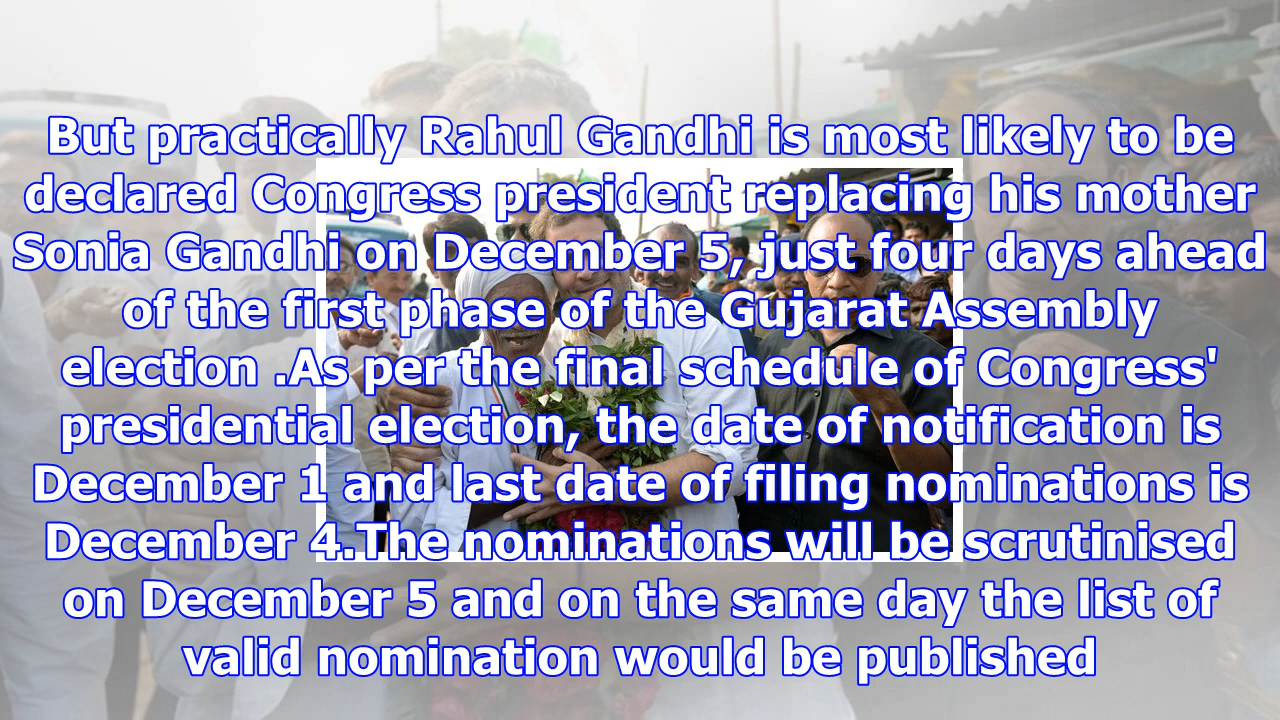 But practically Rahul Gandhi is most likely to be
declared Congress president replacing his mother
Sonia Gandhi on December 5, just four days ahead
of the first phase of the Gujarat Assembly
election .As per the final schedule of Congress'
presidential election, the date of notification is
December 1 and last date of filing nominations is
December 4.The nominations will be scrutinised
on December 5 and on the same day the list of
valid nomination would be published